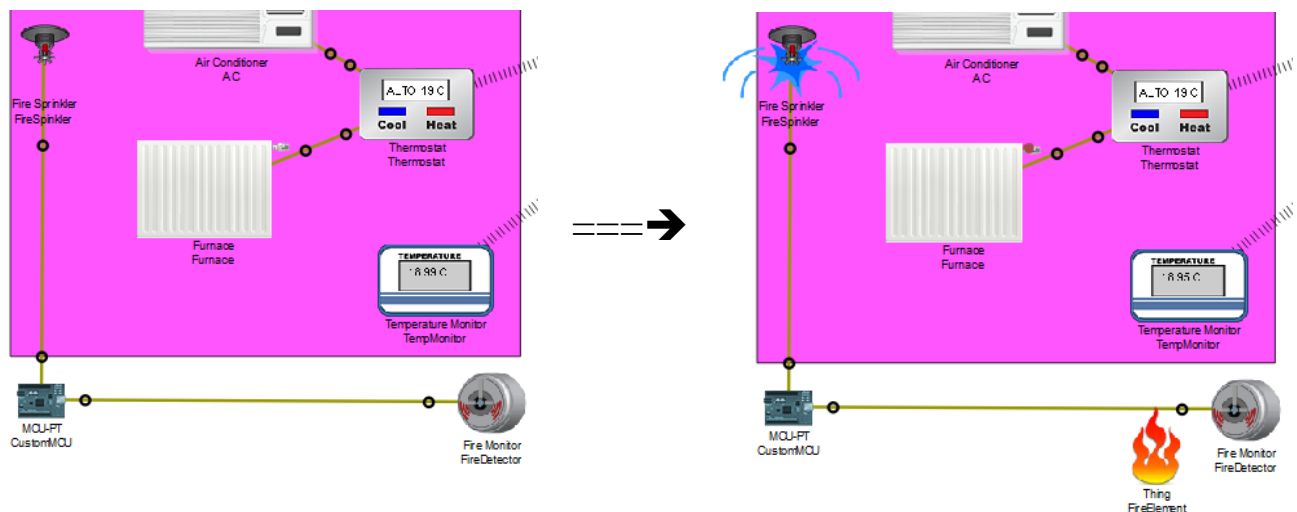 Air Conditioner
AC
Fire Sprinkler
FireSpinkler
A_TO 19 C
Cool Heat
Thermostat
Thermostat
Furnace
Furnace
TEMPERATURE
18.99 C
Temperature Monitor
TempMonitor
MCU-PT
CustomMCU
Fire Monitor
FireDetector
===➔
Air Conditioner
AC
Fire Sprinkler
FireSpinkler
A_TO 19 C
Cool Heat
Thermostat
Thermostat
Furnace
Furnace
TEMPERATURE
18.95 C
Temperature Monitor
TempMonitor
MCU-PT
CustomMCU
Fire Monitor
FireDetector
Thing
FireElement